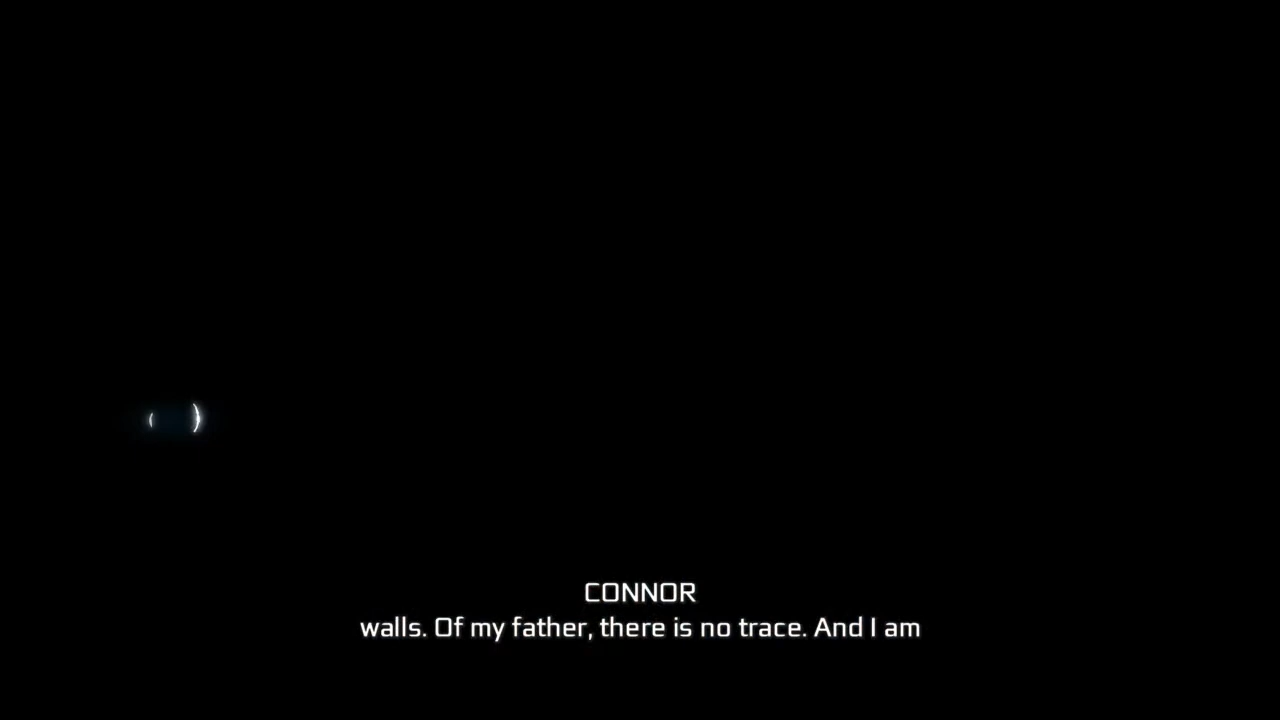 CONNOR
walls. Of my father, there is no trace. And I am